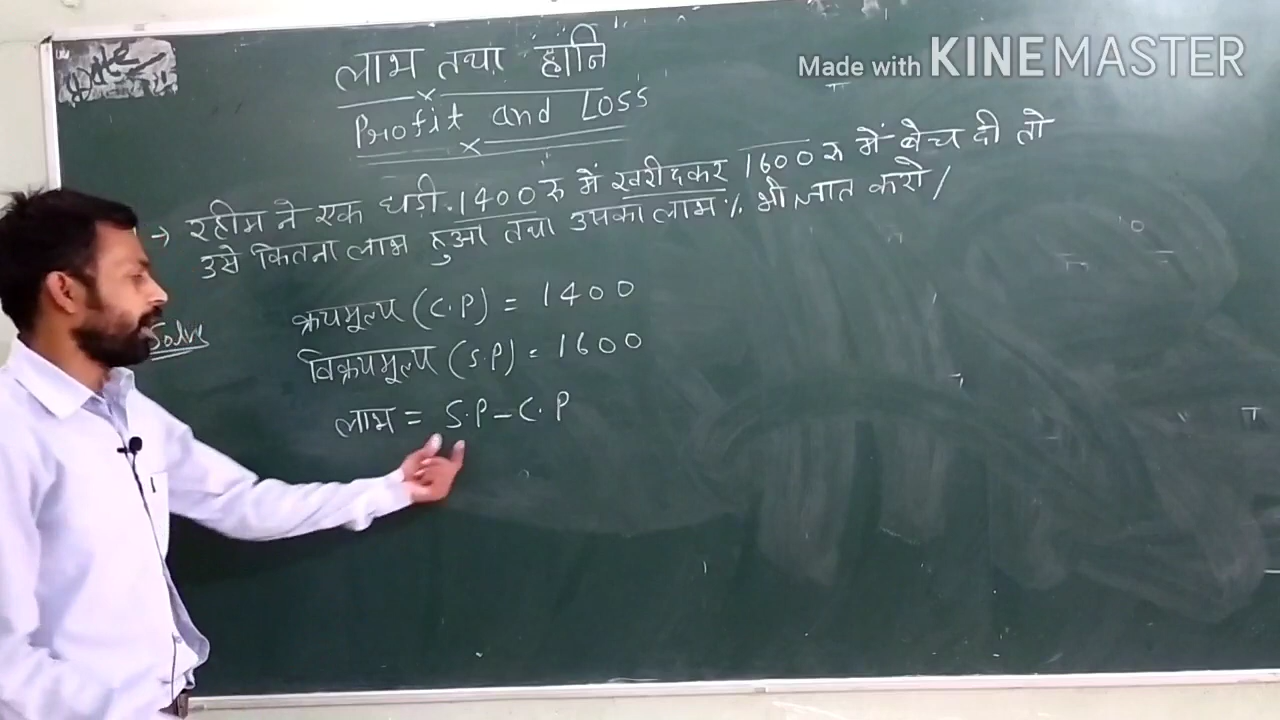 Date
Made with KINEMASTER
लाभ तथा हानि
Profit and Loss
→ रहीम ने एक घड़ी 1400 रु में खरीदकर 1600 रु में बेच दी तो
उसे कितना लाभ हुआ तथा उसका लाभ % भी ज्ञात करो /
Solve
क्रयमूल्य (C.P) = 1400
विक्रयमूल्य (S.P) = 1600
लाभ = S.P - C.P